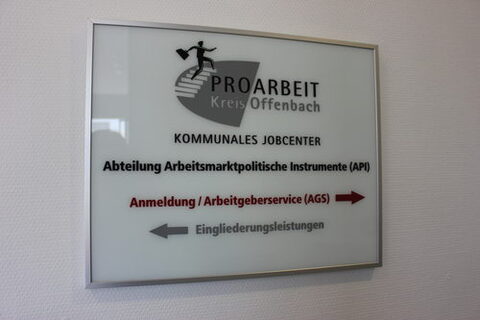 PROARBEIT
Kreis Offenbach
KOMMUNALES JOBCENTER
Abteilung Arbeitsmarktpolitische Instrumente (API)
Anmeldung / Arbeitgeberservice (AGS)
Eingliederungsleistungen